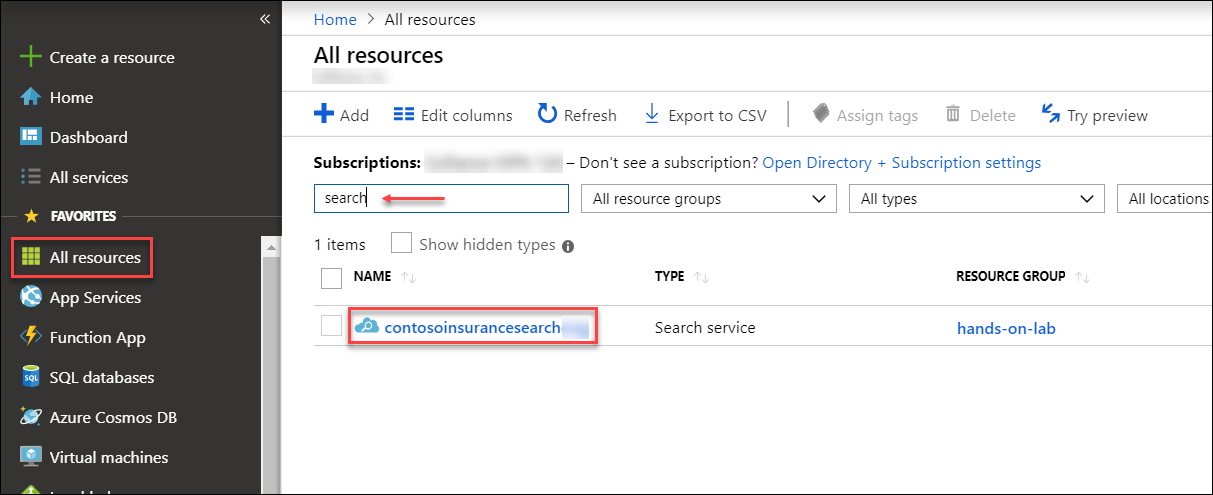 «
Create a resource
Home
Dashboard
All services
FAVORITES
All resources
App Services
Function App
SQL
SQL databases
Azure Cosmos DB
Virtual machines
Home > All resources
All resources
Add Edit columns Refresh Export to CSV Assign tags Delete Try preview
Subscriptions: – Don't see a subscription? Open Directory + Subscription settings
search All resource groups All types All locations
1 items Show hidden types
NAME TYPE RESOURCE GROUP
contosoinsurancesearch Search service hands-on-lab